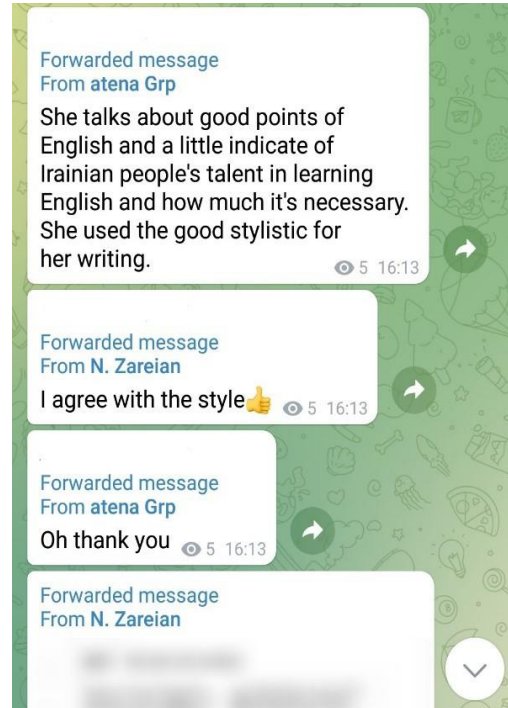 Forwarded message
From atena Grp
She talks about good points of
English and a little indicate of
Irainian people's talent in learning
English and how much it's necessary.
She used the good stylistic for
her writing.
5 16:13
Forwarded message
From N. Zareian
I agree with the style👍 5 16:13
Forwarded message
From atena Grp
Oh thank you 5 16:13
Forwarded message
From N. Zareian